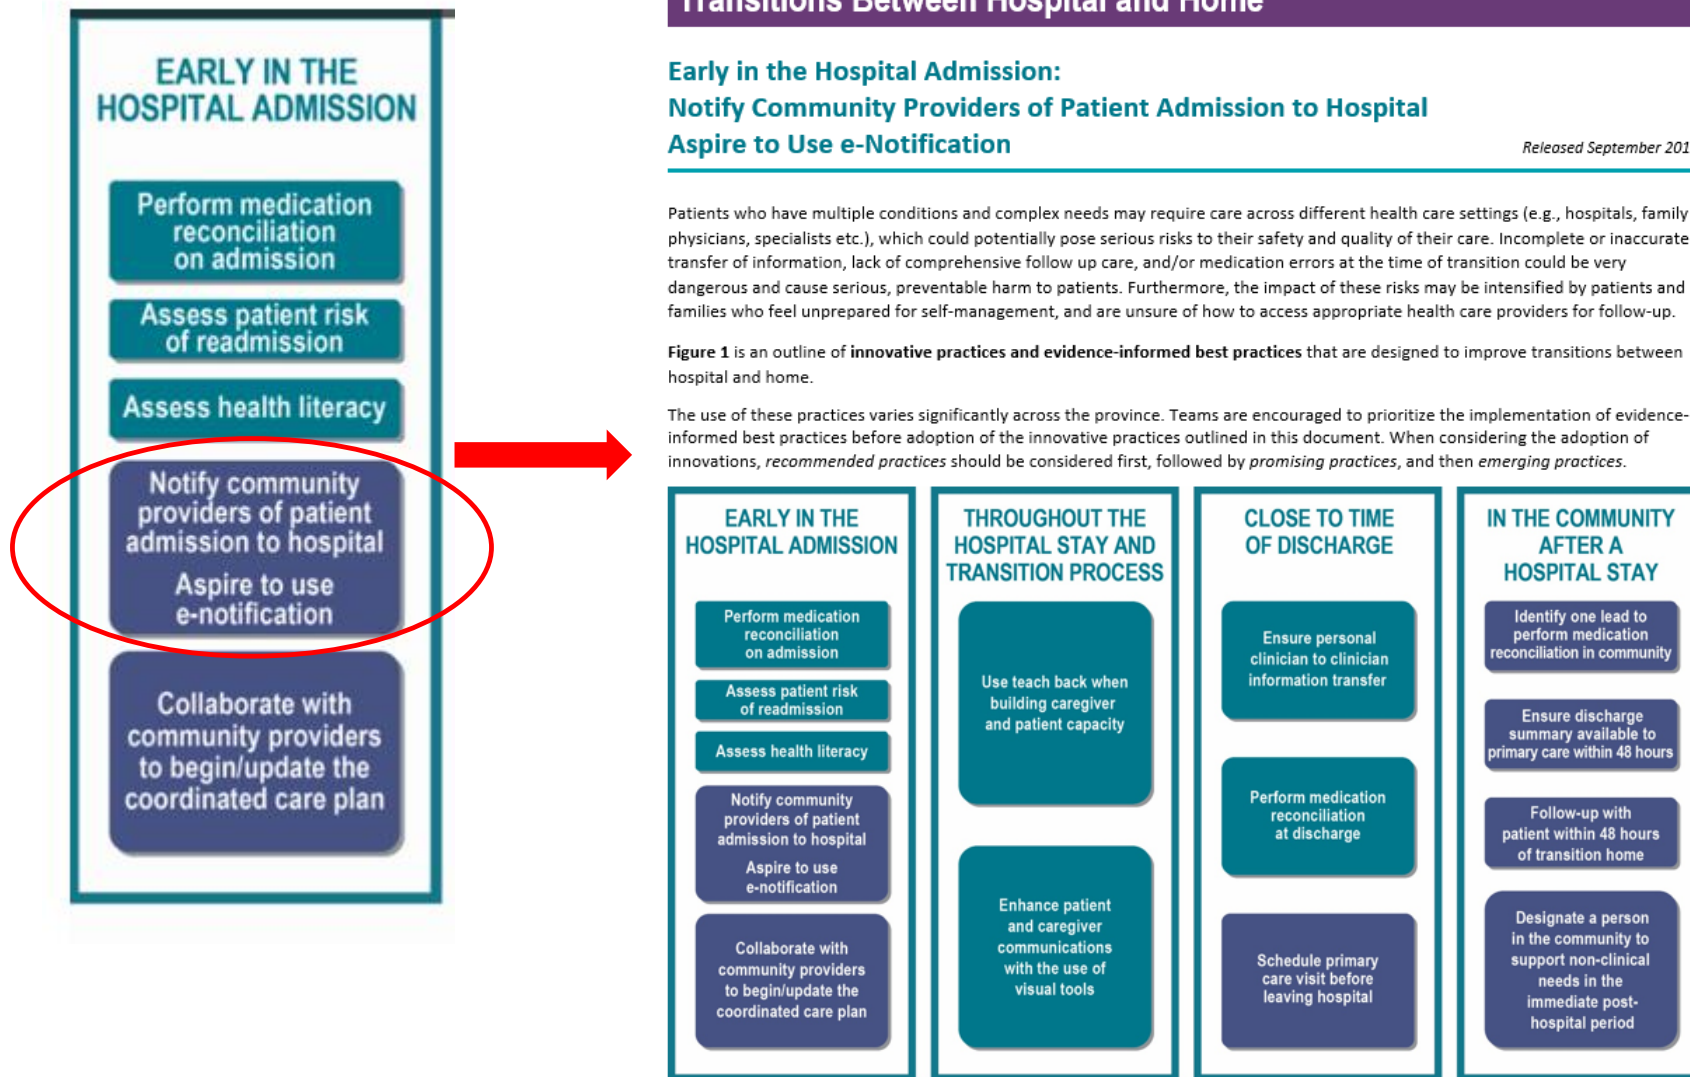 EARLY IN THE
HOSPITAL ADMISSION
Perform medication
reconciliation
on admission
Assess patient risk
of readmission
Assess health literacy
Notify community
providers of patient
admission to hospital
Aspire to use
e-notification
Collaborate with
community providers
to begin/update the
coordinated care plan
Transitions Between Hospital and Home
Early in the Hospital Admission:
Notify Community Providers of Patient Admission to Hospital
Aspire to Use e-Notification
Released September 201
Patients who have multiple conditions and complex needs may require care across different health care settings (e.g., hospitals, family
physicians, specialists etc.), which could potentially pose serious risks to their safety and quality of their care. Incomplete or inaccurate
transfer of information, lack of comprehensive follow up care, and/or medication errors at the time of transition could be very
dangerous and cause serious, preventable harm to patients. Furthermore, the impact of these risks may be intensified by patients and
families who feel unprepared for self-management, and are unsure of how to access appropriate health care providers for follow-up.
Figure 1 is an outline of innovative practices and evidence-informed best practices that are designed to improve transitions between
hospital and home.
The use of these practices varies significantly across the province. Teams are encouraged to prioritize the implementation of evidence-
informed best practices before adoption of the innovative practices outlined in this document. When considering the adoption of
innovations, recommended practices should be considered first, followed by promising practices, and then emerging practices.
EARLY IN THE
HOSPITAL ADMISSION
Perform medication
reconciliation
on admission
Assess patient risk
of readmission
Assess health literacy
Notify community
providers of patient
admission to hospital
Aspire to use
e-notification
Collaborate with
community providers
to begin/update the
coordinated care plan
THROUGHOUT THE
HOSPITAL STAY AND
TRANSITION PROCESS
Use teach back when
building caregiver
and patient capacity
Enhance patient
and caregiver
communications
with the use of
visual tools
CLOSE TO TIME
OF DISCHARGE
Ensure personal
clinician to clinician
information transfer
Perform medication
reconciliation
at discharge
Schedule primary
care visit before
leaving hospital
IN THE COMMUNITY
AFTER A
HOSPITAL STAY
Identify one lead to
perform medication
reconciliation in community
Ensure discharge
summary available to
primary care within 48 hours
Follow-up with
patient within 48 hours
of transition home
Designate a person
in the community to
support non-clinical
needs in the
immediate post-
hospital period